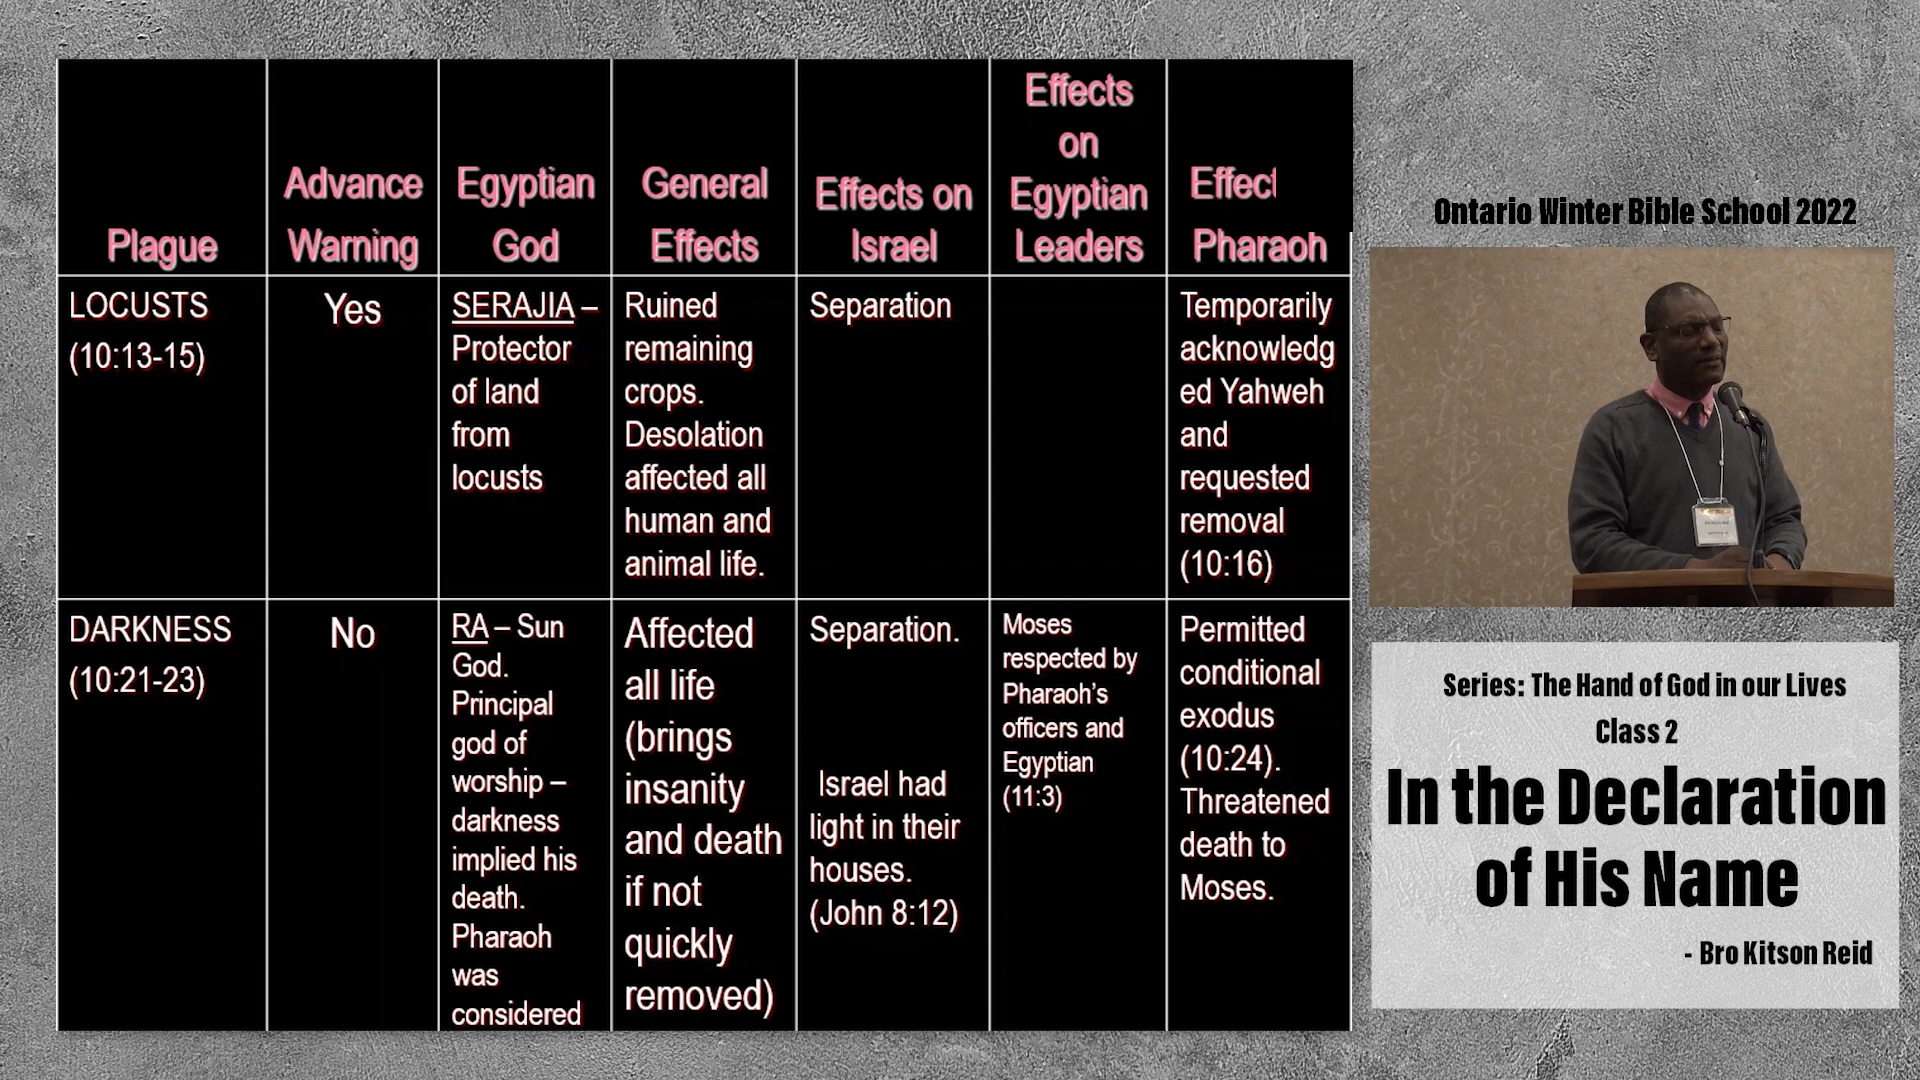 Plague
Advance
Warning
Egyptian
God
General
Effects
Effects on
Israel
Effects
on
Egyptian
Leaders
Effect
Pharaoh
LOCUSTS
(10:13-15)
Yes
SERAJIA –
Protector
of land
from
locusts
Ruined
remaining
crops.
Desolation
affected all
human and
animal life.
Separation
Temporarily
acknowledg
ed Yahweh
and
requested
removal
(10:16)
DARKNESS
(10:21-23)
No
RA – Sun
God.
Principal
god of
worship –
darkness
implied his
death.
Pharaoh
was
considered
Affected
all life
(brings
insanity
and death
if not
quickly
removed)
Separation.
Israel had
light in their
houses.
(John 8:12)
Moses
respected by
Pharaoh's
officers and
Egyptian
(11:3)
Permitted
conditional
exodus
(10:24).
Threatened
death to
Moses.
Ontario Winter Bible School 2022
Series: The Hand of God in our Lives
Class 2
In the Declaration
of His Name
- Bro Kitson Reid